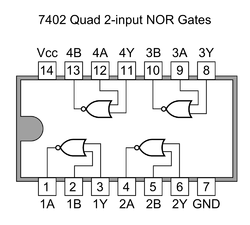 7402 Quad 2-input NOR Gates
Vcc 4B 4A 4Y 3B 3A 3Y
14 13 12 11 10 9 8
1 2 3 4 5 6 7
1A 1B 1Y 2A 2B 2Y GND